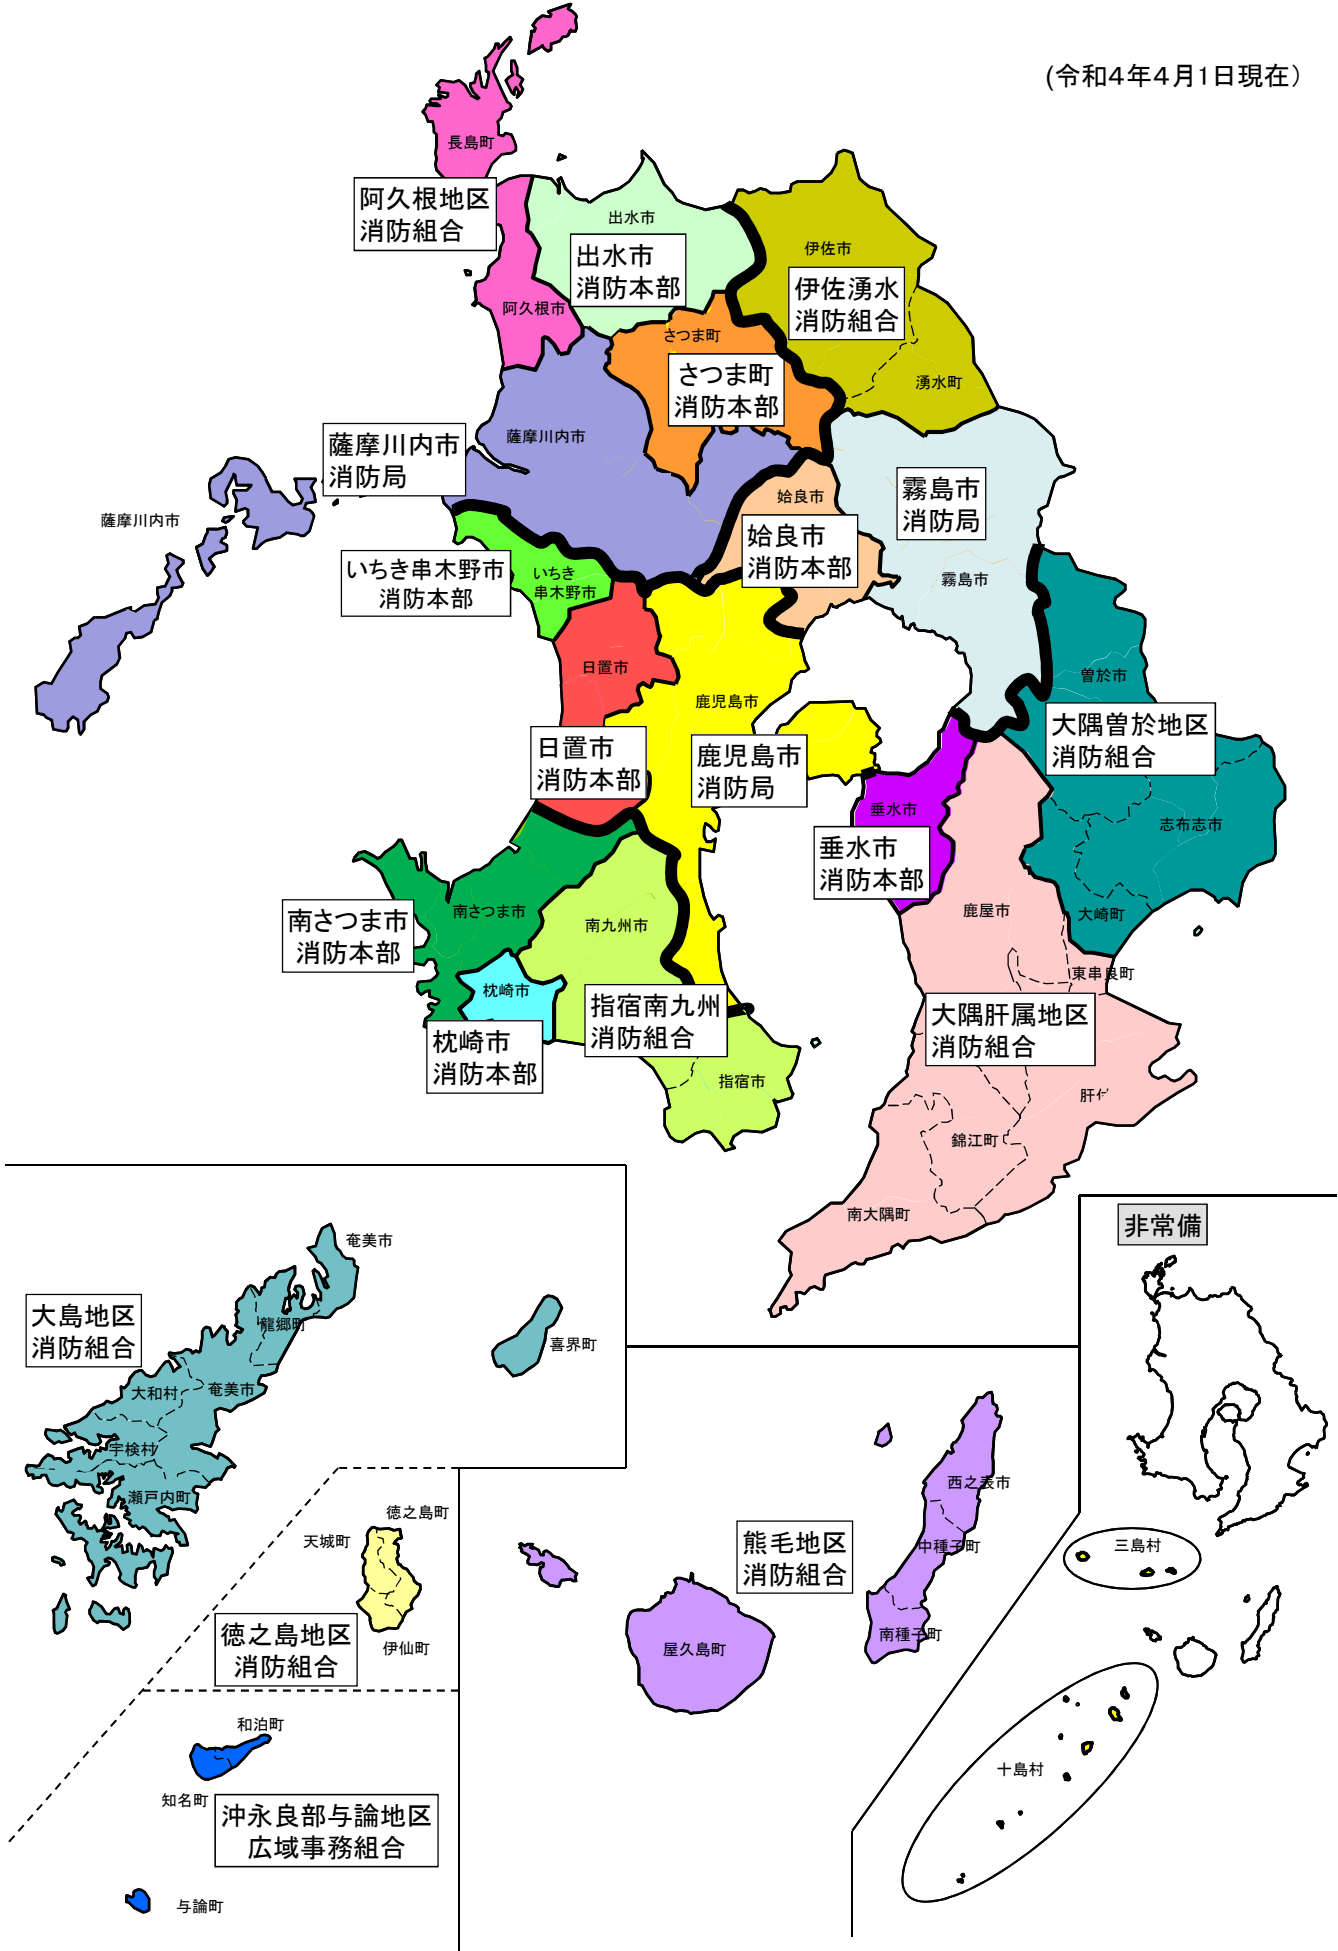 (令和4年4月1日現在)
長島町
阿久根地区
消防組合
出水市
出水市
消防本部
伊佐市
伊佐湧水
消防組合
阿久根市
さつま町
さつま町
消防本部
湧水町
薩摩川内市
消防局
薩摩川内市
薩摩川内市
霧島市
消防局
姶良市
姶良市
消防本部
いちき串木野市
消防本部
いちき
串木野市
霧島市
日置市
曽於市
鹿児島市
大隅曽於地区
消防組合
日置市
消防本部
鹿児島市
消防局
垂水市
志布志市
垂水市
消防本部
南さつま市
南さつま市
消防本部
南九州市
鹿屋市
大崎町
東串良町
枕崎市
指宿南九州
消防組合
大隅肝属地区
消防組合
枕崎市
消防本部
指宿市
肝付
錦江町
南大隅町
非常備
奄美市
大島地区
消防組合
龍郷町
喜界町
大和村
奄美市
宇検村
瀬戸内町
西之表市
徳之島町
天城町
熊毛地区
消防組合
中種子町
三島村
徳之島地区
消防組合
伊仙町
屋久島町
南種子町
和泊町
十島村
知名町
沖永良部与論地区
広域事務組合
与論町